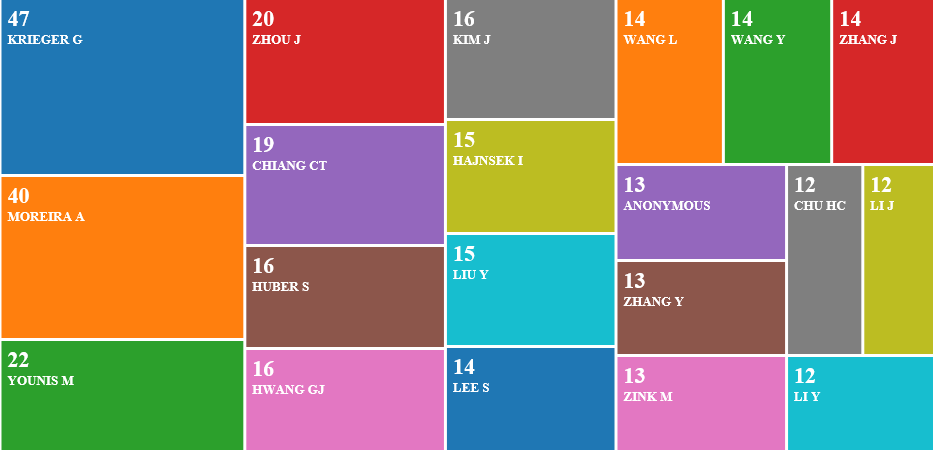 47
KRIEGER G
40
MOREIRA A
22
YOUNIS M
20
ZHOU J
19
CHIANG CT
16
HUBER S
16
HWANG GJ
16
KIM J
15
HAJNSEK I
15
LIU Y
14
LEE S
14
WANG L
14
WANG Y
14
ZHANG J
13
ANONYMOUS
13
ZHANG Y
13
ZINK M
12
CHU HC
12
LI J
12
LI Y